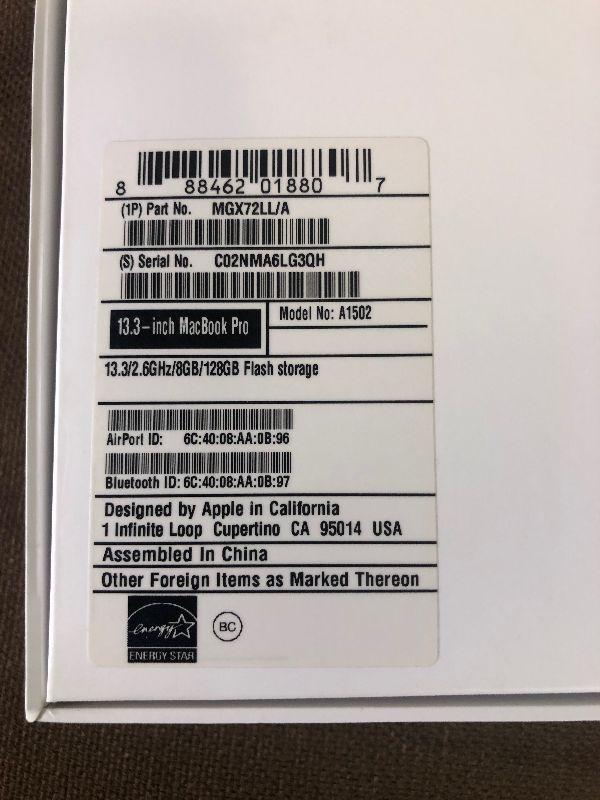 8 88462 01880 7
(1P) Part No. MGX72LL/A
(S) Serial No. C02NMA6LG3QH
13.3-inch MacBook Pro
Model No: A1502
13.3/2.6GHz/8GB/128GB Flash storage
AirPort ID: 6C:40:08:AA:0B:96
Bluetooth ID: 6C:40:08:AA:0B:97
Designed by Apple in California
1 Infinite Loop Cupertino CA 95014 USA
Assembled In China
Other Foreign Items as Marked Thereon
energy
ENERGY STAR
BC